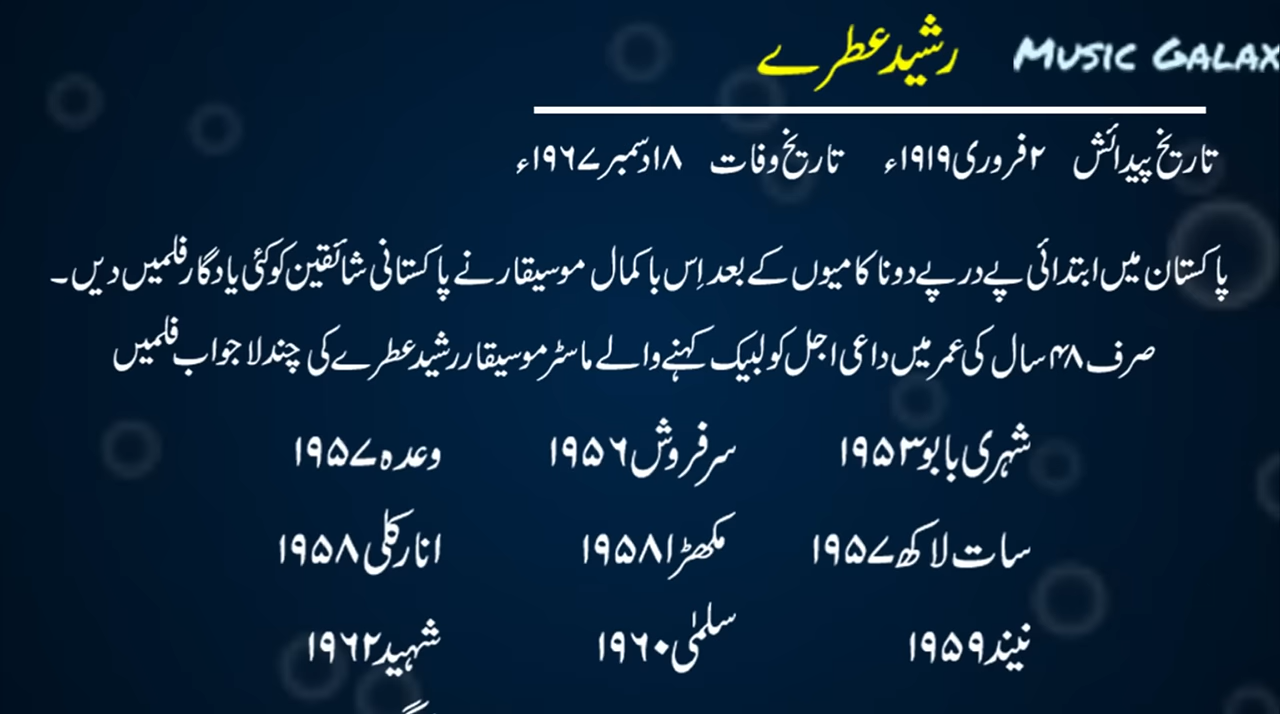 رشید عطرے MUSIC GALAX
تاریخ پیدائش ۲ فروری ۱۹۱۹ء تاریخ وفات ۱۸ دسمبر ۱۹۶۷ء
پاکستان میں ابتدائی پے در پے دو ناکامیوں کے بعد اِس باکمال موسیقار نے پاکستانی شائقین کو کئی یادگار فلمیں دیں۔
صرف ۴۸ سال کی عمر میں داعی اجل کو لبیک کہنے والے ماسٹر موسیقار رشید عطرے کی چند لاجواب فلمیں
شہری بابو ۱۹۵۳ سرفروش ۱۹۵۶ وعدہ ۱۹۵۷
سات لاکھ ۱۹۵۷ مکھڑا ۱۹۵۸ انارکلی ۱۹۵۸
نیند ۱۹۵۹ سلمیٰ ۱۹۶۰ شہید ۱۹۶۲